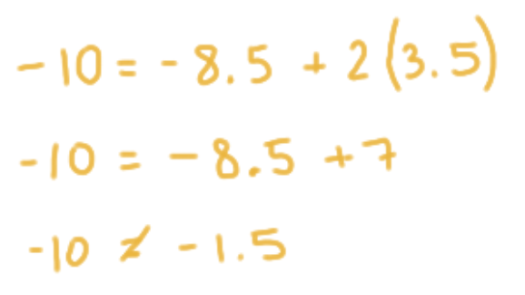 -10 = -8.5 + 2(3.5)
-10 = -8.5 + 7
-10 ≠ -1.5